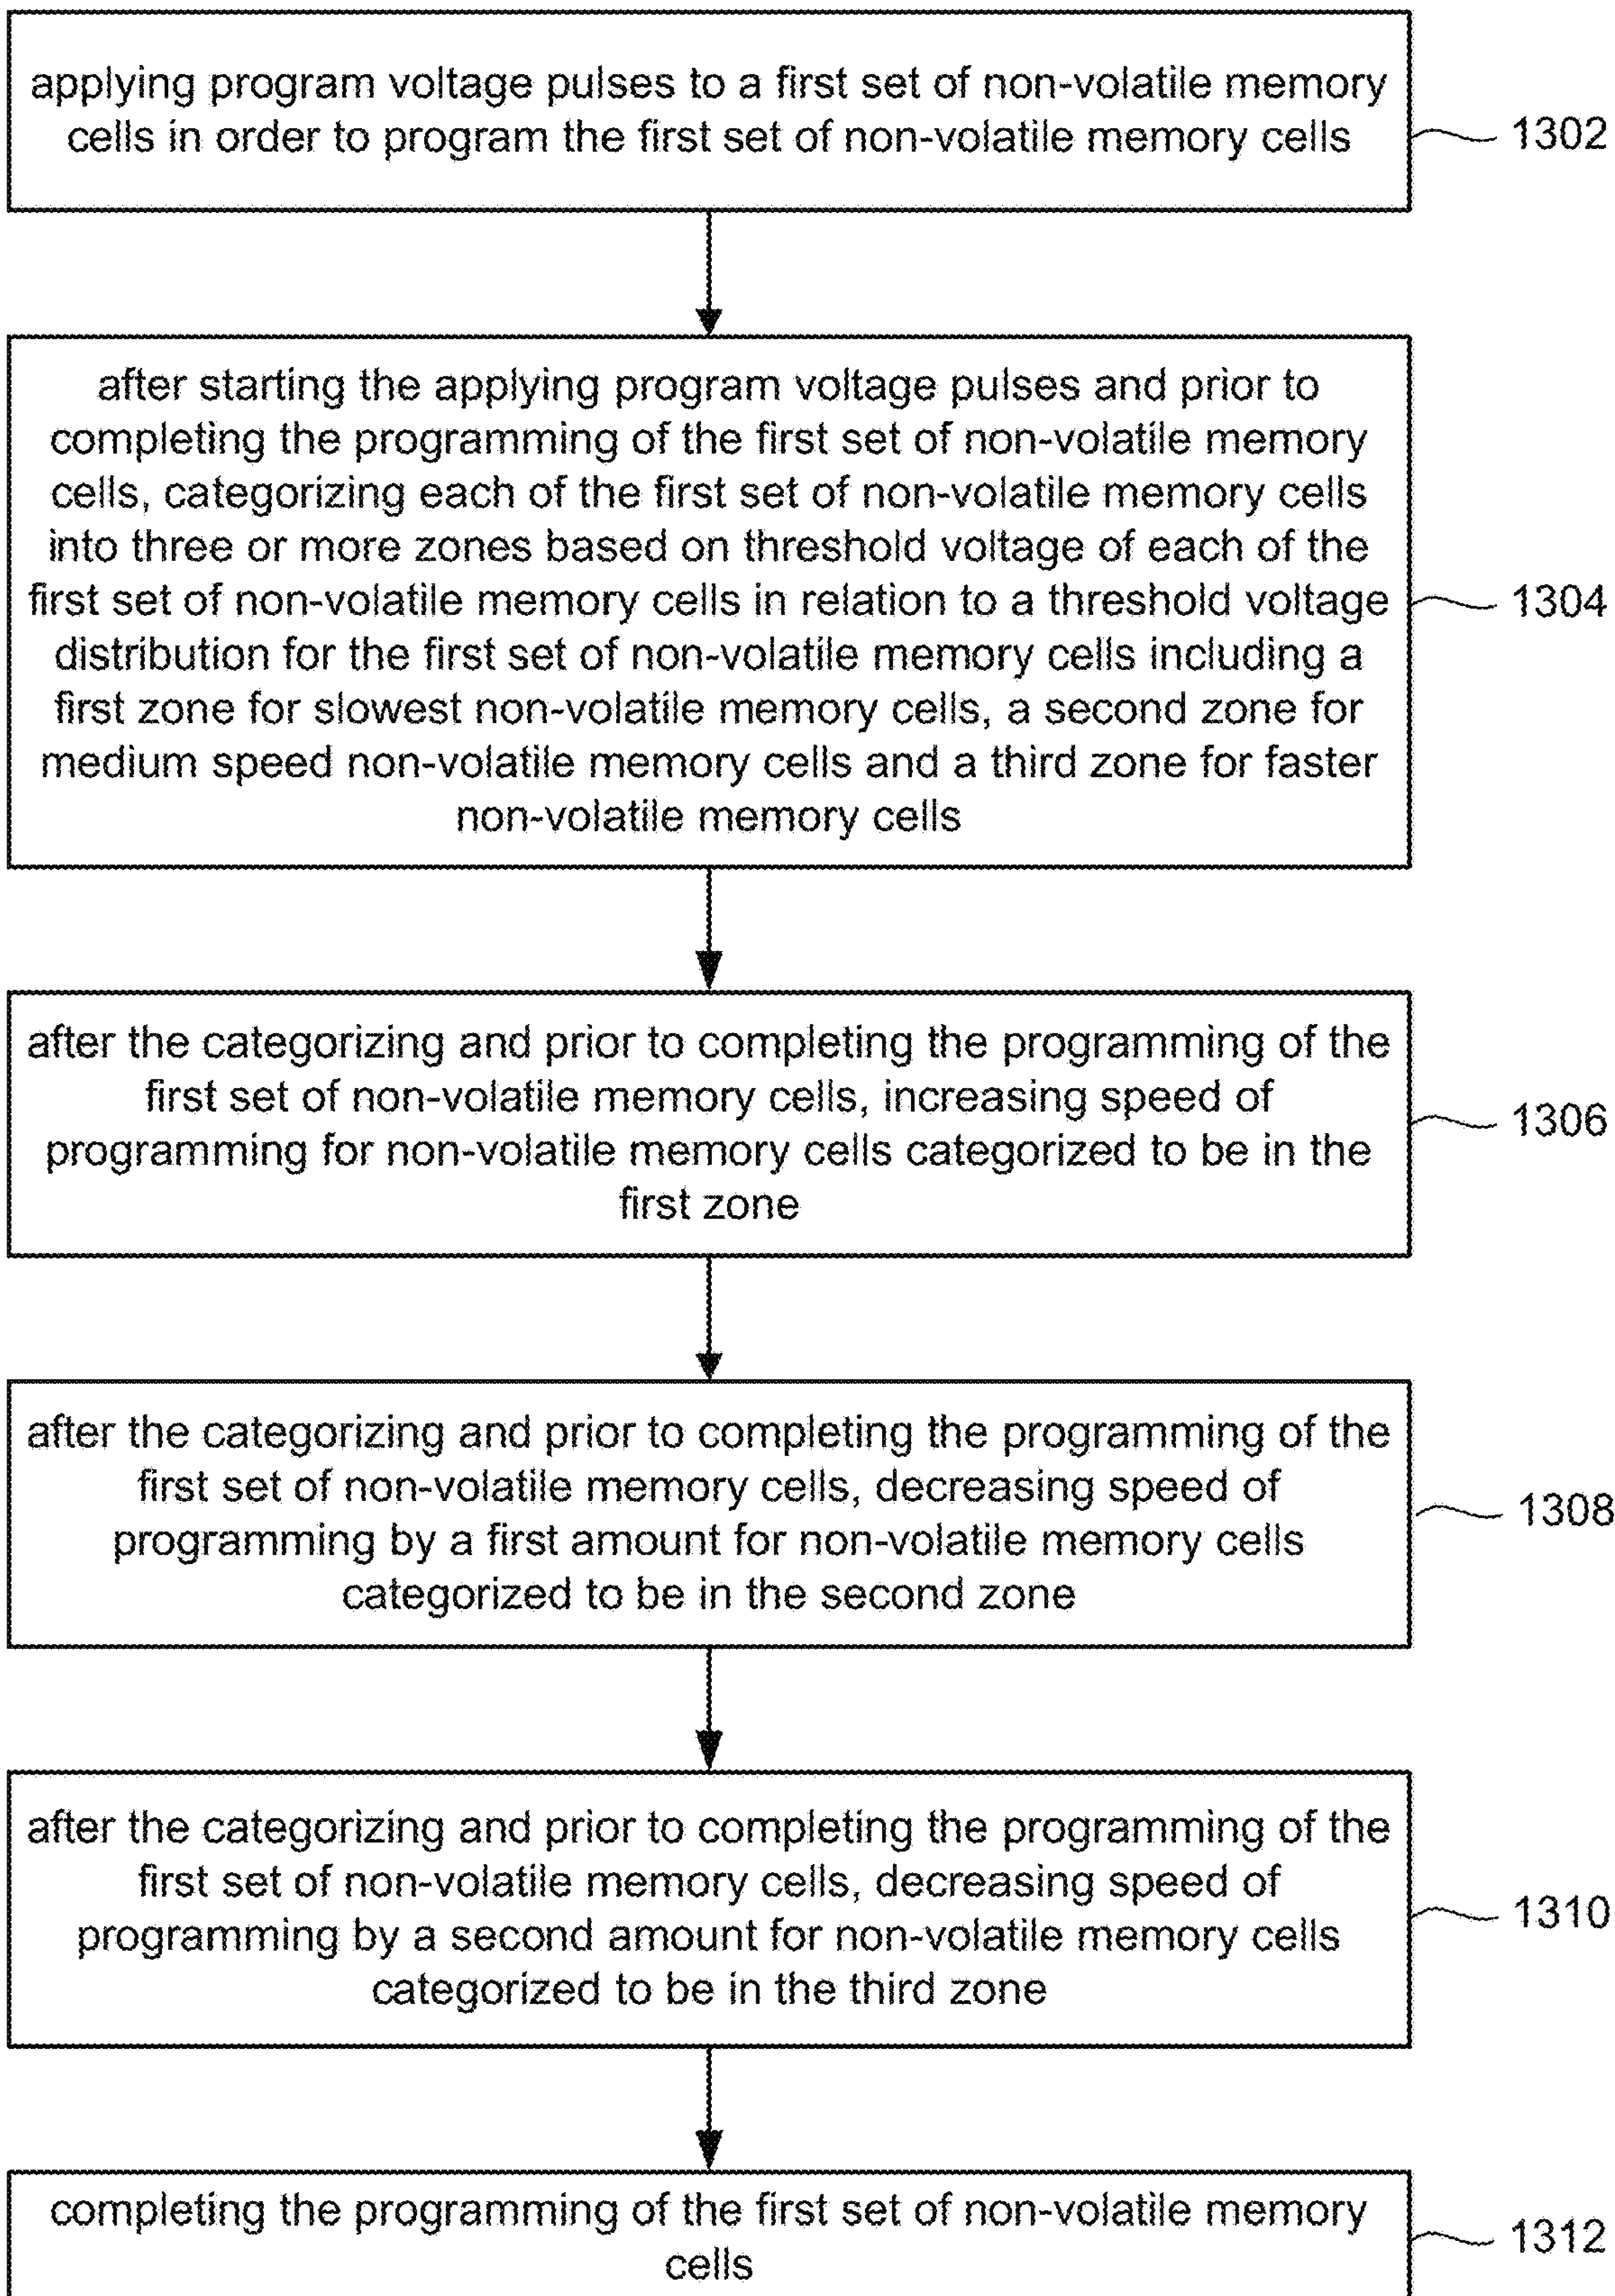 applying program voltage pulses to a first set of non-volatile memory
cells in order to program the first set of non-volatile memory cells
1302
after starting the applying program voltage pulses and prior to
completing the programming of the first set of non-volatile memory
cells, categorizing each of the first set of non-volatile memory cells
into three or more zones based on threshold voltage of each of the
first set of non-volatile memory cells in relation to a threshold voltage
distribution for the first set of non-volatile memory cells including a
first zone for slowest non-volatile memory cells, a second zone for
medium speed non-volatile memory cells and a third zone for faster
non-volatile memory cells
1304
after the categorizing and prior to completing the programming of the
first set of non-volatile memory cells, increasing speed of
programming for non-volatile memory cells categorized to be in the
first zone
1306
after the categorizing and prior to completing the programming of the
first set of non-volatile memory cells, decreasing speed of
programming by a first amount for non-volatile memory cells
categorized to be in the second zone
1308
after the categorizing and prior to completing the programming of the
first set of non-volatile memory cells, decreasing speed of
programming by a second amount for non-volatile memory cells
categorized to be in the third zone
1310
completing the programming of the first set of non-volatile memory
cells
1312